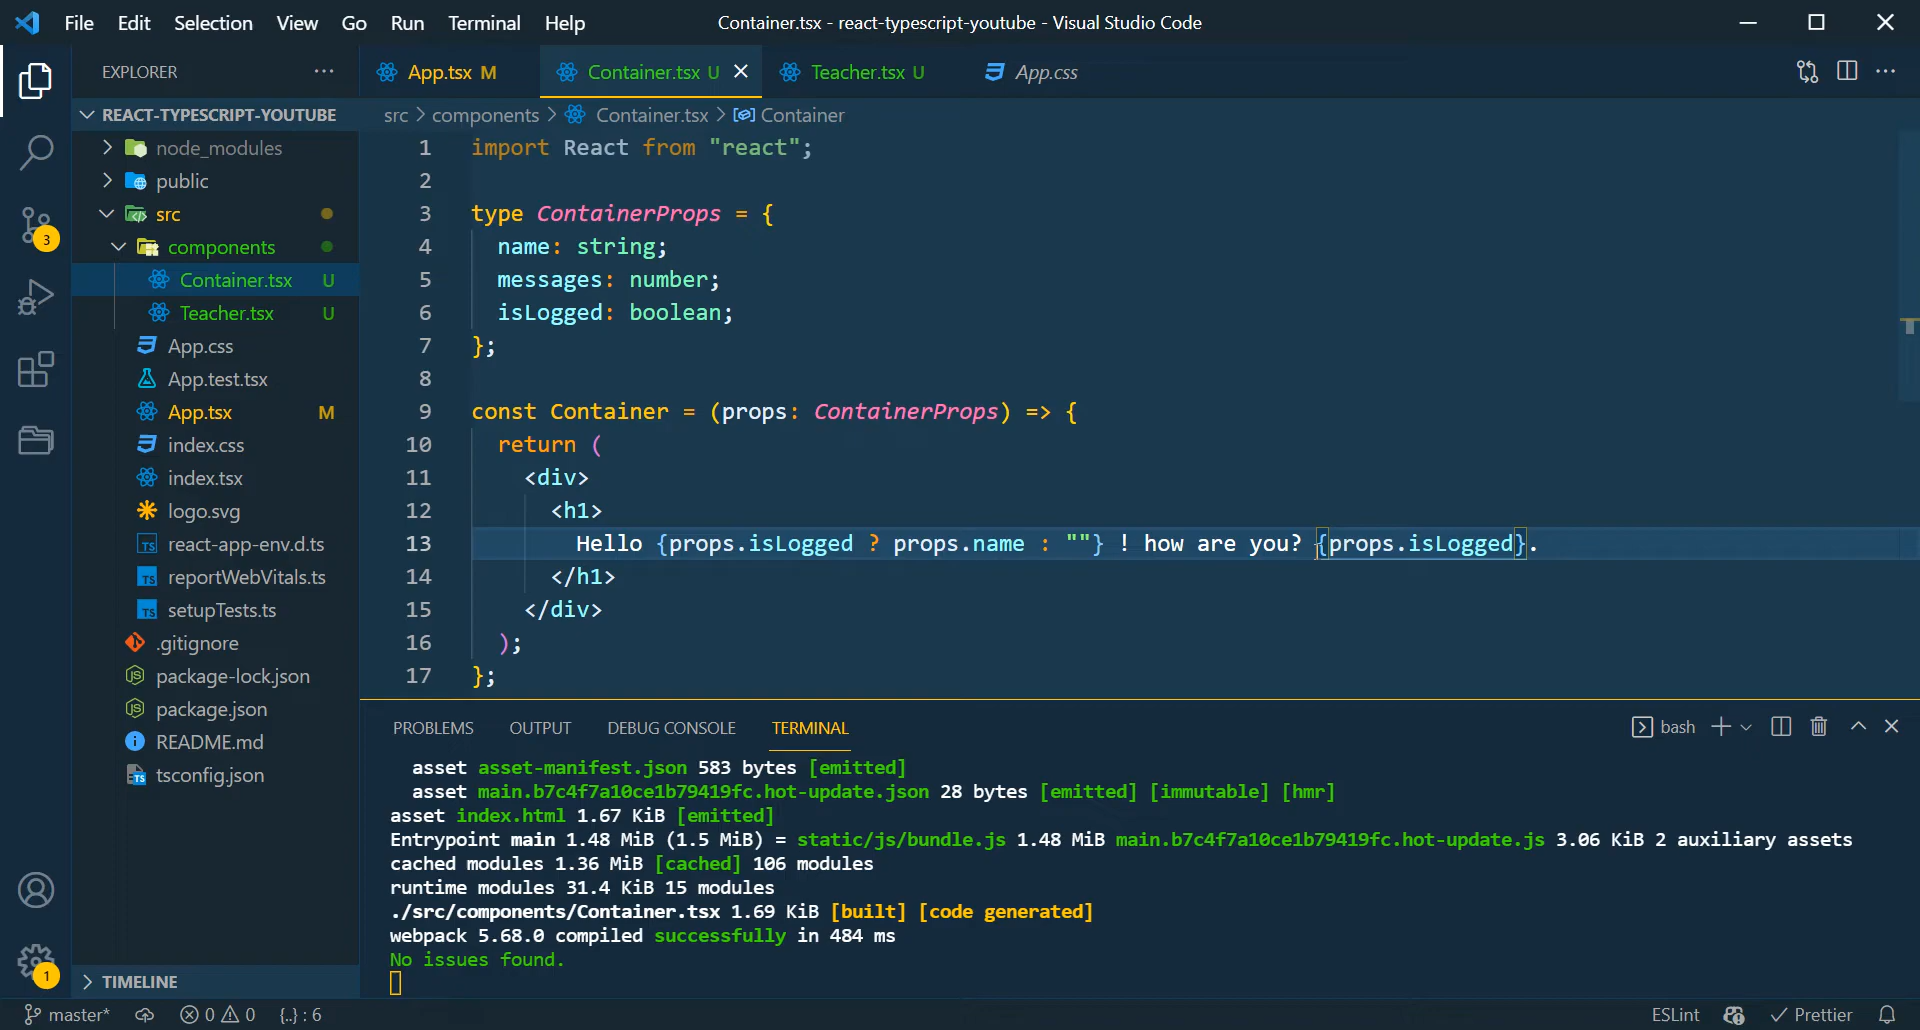 File Edit Selection View Go Run Terminal Help
Container.tsx - react-typescript-youtube - Visual Studio Code
EXPLORER
App.tsx M
Container.tsx U
Teacher.tsx U
App.css
REACT-TYPESCRIPT-YOUTUBE
node_modules
public
src
components
Container.tsx U
Teacher.tsx U
App.css
App.test.tsx
App.tsx M
index.css
index.tsx
logo.svg
react-app-env.d.ts
reportWebVitals.ts
setupTests.ts
.gitignore
package-lock.json
package.json
README.md
tsconfig.json
TIMELINE
3
1
src > components > Container.tsx > Container
1 import React from "react";
2
3 type ContainerProps = {
4 name: string;
5 messages: number;
6 isLogged: boolean;
7 };
8
9 const Container = (props: ContainerProps) => {
10 return (
11 <div>
12 <h1>
13 Hello {props.isLogged ? props.name : ""} ! how are you? {props.isLogged}.
14 </h1>
15 </div>
16 );
17 };
PROBLEMS OUTPUT DEBUG CONSOLE TERMINAL
bash
asset asset-manifest.json 583 bytes [emitted]
asset main.b7c4f7a10ce1b79419fc.hot-update.json 28 bytes [emitted] [immutable] [hmr]
asset index.html 1.67 KiB [emitted]
Entrypoint main 1.48 MiB (1.5 MiB) = static/js/bundle.js 1.48 MiB main.b7c4f7a10ce1b79419fc.hot-update.js 3.06 KiB 2 auxiliary assets
cached modules 1.36 MiB [cached] 106 modules
runtime modules 31.4 KiB 15 modules
./src/components/Container.tsx 1.69 KiB [built] [code generated]
webpack 5.68.0 compiled successfully in 484 ms
No issues found.
master* 0 0 {..} : 6
ESLint Prettier